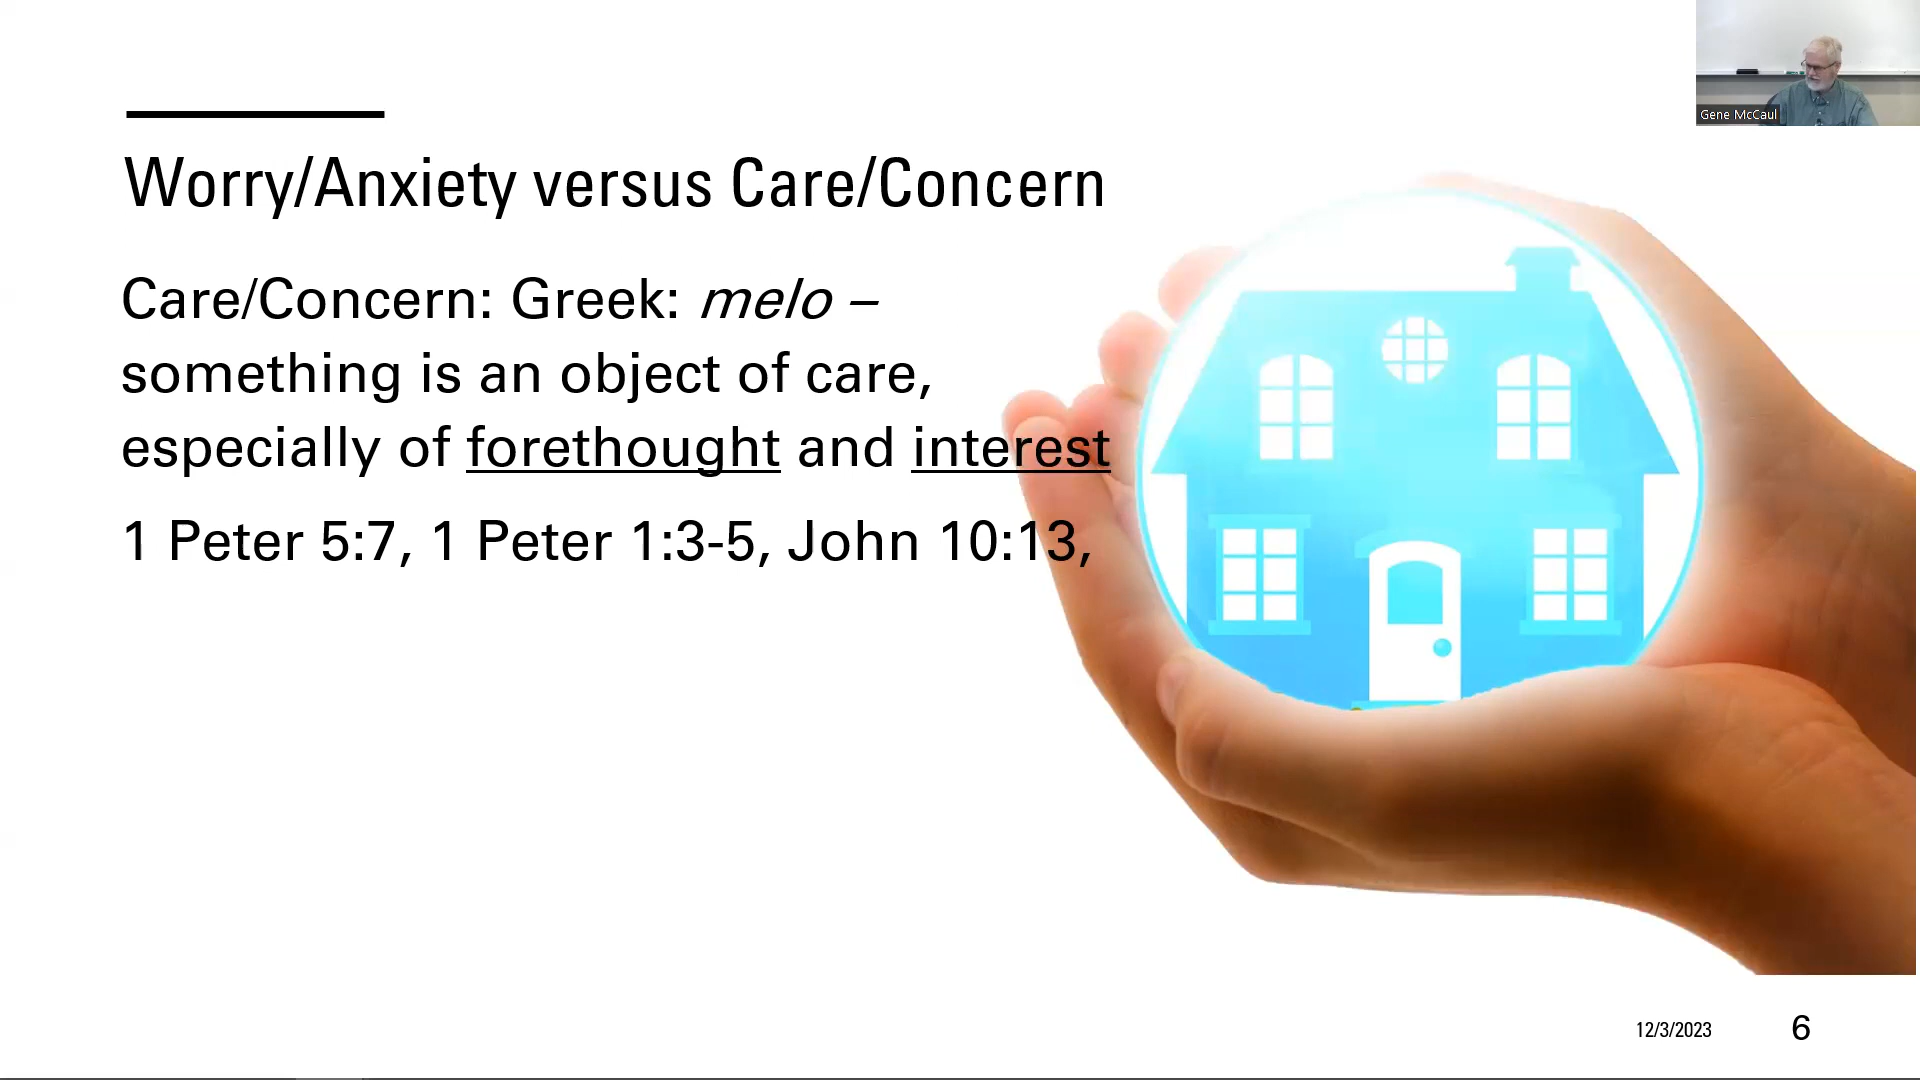 Gene McCaul
Worry/Anxiety versus Care/Concern
Care/Concern: Greek: melo –
something is an object of care,
especially of forethought and interest
1 Peter 5:7, 1 Peter 1:3-5, John 10:13,
12/3/2023
6